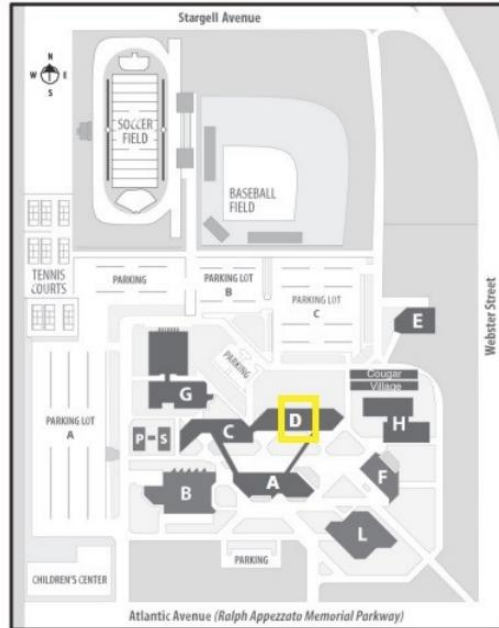 Stargell Avenue
N
W E
S
SOCCER
FIELD
BASEBALL
FIELD
TENNIS
COURTS
PARKING
PARKING LOT
B
PARKING LOT
C
E
Webster Street
PARKING
Cougar
Village
G
PARKING LOT
A
P S
C
D
H
A
F
B
L
PARKING
CHILDREN'S CENTER
Atlantic Avenue (Ralph Appezzato Memorial Parkway)